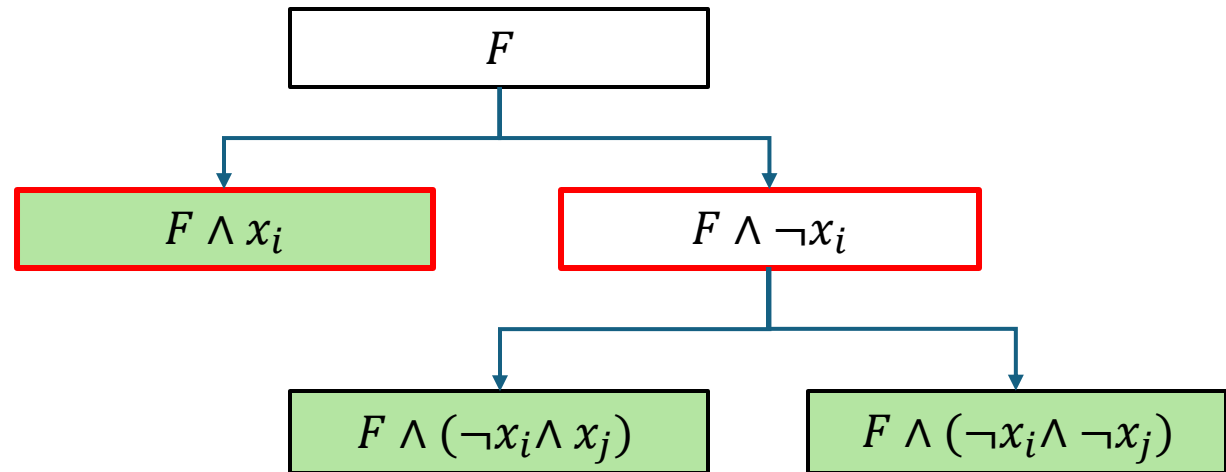 F
F ∧ x_i
F ∧ ¬x_i
F ∧ (¬x_i ∧ x_j)
F ∧ (¬x_i ∧ ¬x_j)